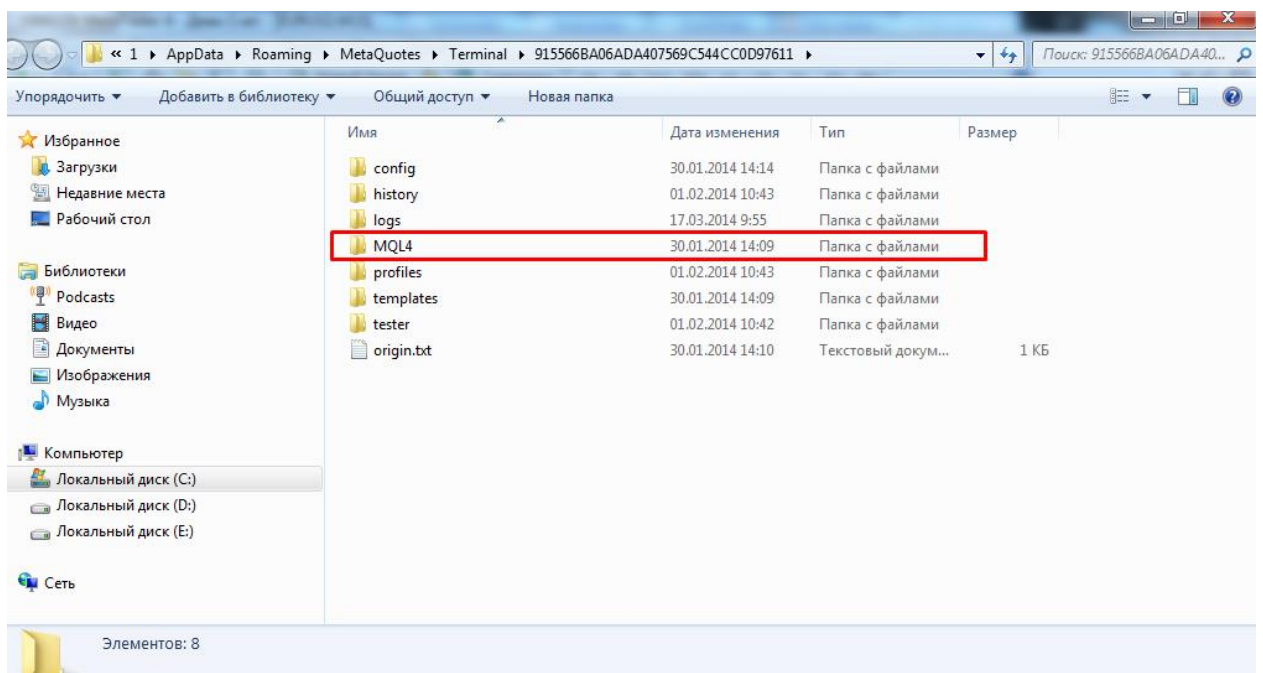 « 1 ▸ AppData ▸ Roaming ▸ MetaQuotes ▸ Terminal ▸ 915566BA06ADA407569C544CC0D97611 ▸ Поиск: 915566BA06ADA40...
Упорядочить ▾ Добавить в библиотеку ▾ Общий доступ ▾ Новая папка
Избранное
Загрузки
Недавние места
Рабочий стол
Библиотеки
Podcasts
Видео
Документы
Изображения
Музыка
Компьютер
Локальный диск (C:)
Локальный диск (D:)
Локальный диск (E:)
Сеть
Имя Дата изменения Тип Размер
config 30.01.2014 14:14 Папка с файлами
history 01.02.2014 10:43 Папка с файлами
logs 17.03.2014 9:55 Папка с файлами
MQL4 30.01.2014 14:09 Папка с файлами
profiles 01.02.2014 10:43 Папка с файлами
templates 30.01.2014 14:09 Папка с файлами
tester 01.02.2014 10:42 Папка с файлами
origin.txt 30.01.2014 14:10 Текстовый докум... 1 КБ
Элементов: 8